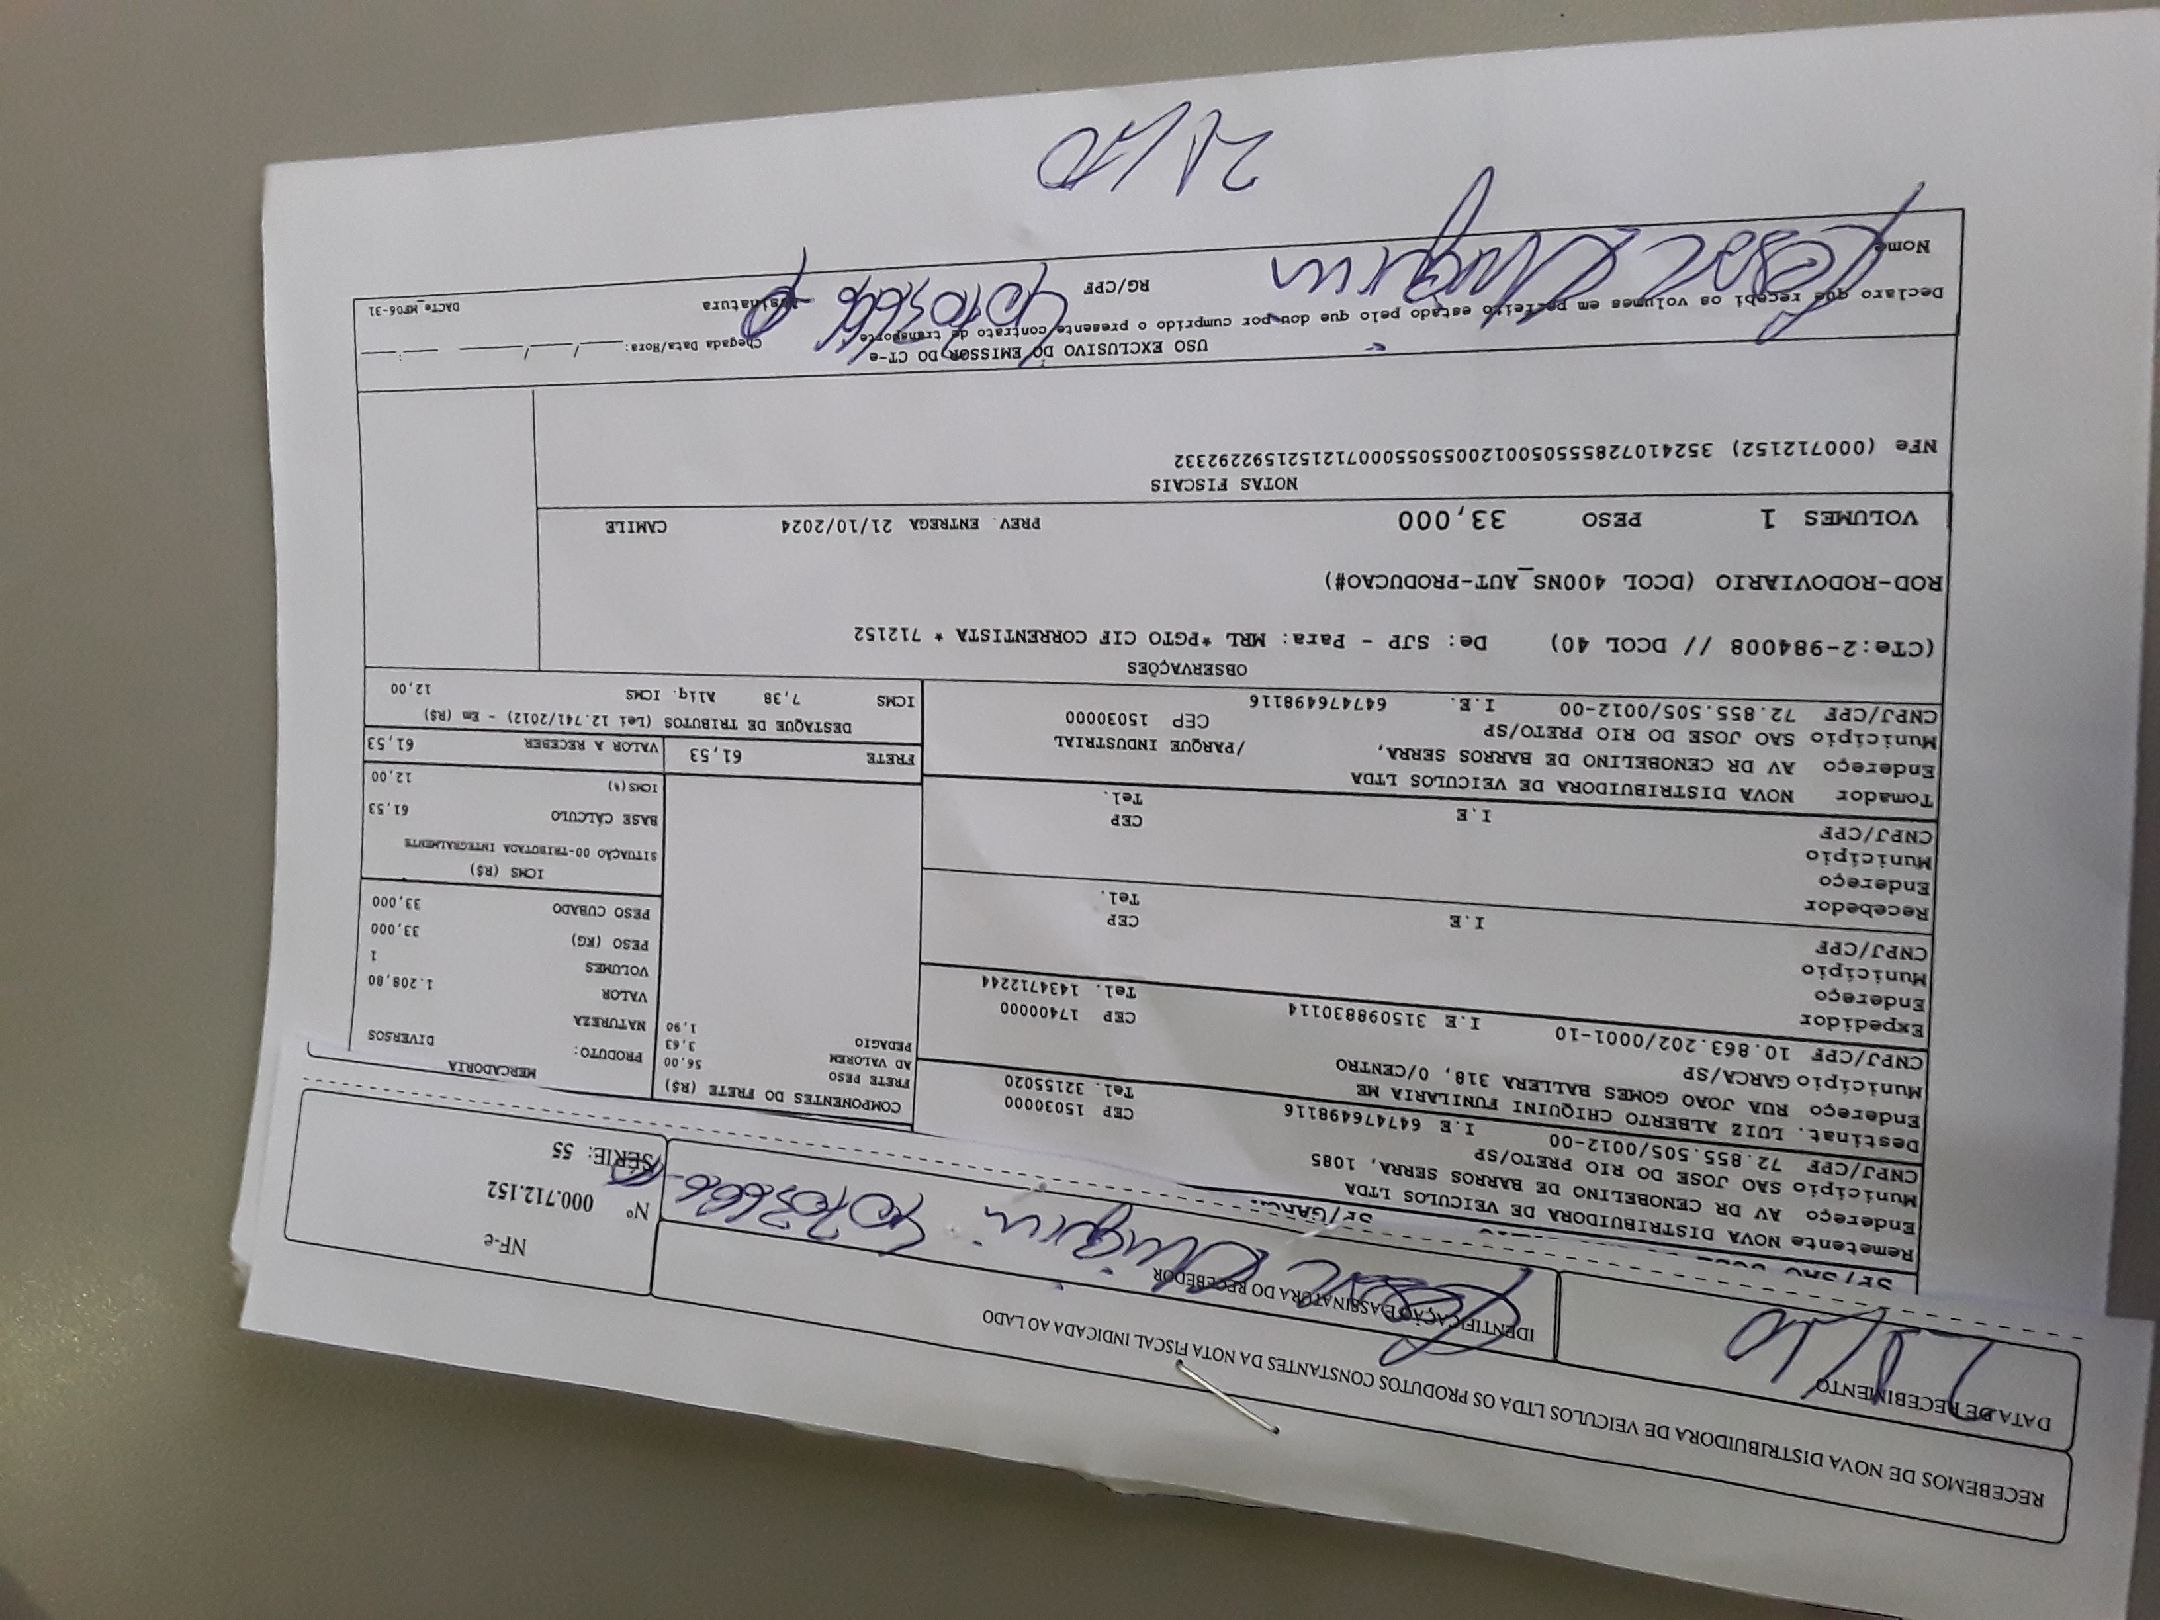 RECEBEMOS DE NOVA DISTRIBUIDORA DE VEICULOS LTDA OS PRODUTOS CONSTANTES DA NOTA FISCAL INDICADA AO LADO
DATA DE RECEBIMENTO
21/10
IDENTIFICAÇÃO E ASSINATURA DO RECEBEDOR
NF-e
Nº 000.712.152
SÉRIE: 55
Remetente NOVA DISTRIBUIDORA DE VEICULOS LTDA
Endereço AV DR CENOBELINO DE BARROS SERRA, 1085
Município SAO JOSE DO RIO PRETO/SP CEP 15030000
CNPJ/CPF 72.855.505/0012-00 I.E 647476498116 Tel. 32155020
Destinat. LUIZ ALBERTO CHIQUINI FUNILARIA ME
Endereço RUA JOAO GOMES BALLERA 318, 0/CENTRO
Município GARCA/SP CEP 17400000
CNPJ/CPF 10.863.202/0001-10 I.E 315098830114 Tel. 1434712244
Expedidor
Endereço
Município CEP
CNPJ/CPF I.E Tel.
Recebedor
Endereço
Município CEP
CNPJ/CPF I.E Tel.
Tomador NOVA DISTRIBUIDORA DE VEICULOS LTDA
Endereço AV DR CENOBELINO DE BARROS SERRA, /PARQUE INDUSTRIAL
Município SAO JOSE DO RIO PRETO/SP CEP 15030000
CNPJ/CPF 72.855.505/0012-00 I.E. 647476498116
COMPONENTES DO FRETE (R$)
FRETE PESO 56,00
AD VALOREM 3,63
PEDAGIO 1,90
FRETE 61,53
MERCADORIA
PRODUTO: DIVERSOS
NATUREZA
VALOR 1.208,80
VOLUMES 1
PESO (KG) 33,000
PESO CUBADO 33,000
ICMS (R$)
SITUAÇÃO 00-TRIBUTADA INTEGRALMENTE
BASE CÁLCULO 61,53
ICMS(%) 12,00
VALOR A RECEBER 61,53
DESTAQUE DE TRIBUTOS (Lei 12.741/2012) - Em (R$)
ICMS 7,38 Alíq. ICMS 12,00
OBSERVAÇÕES
(CTe:2-984008 // DCOL 40) De: SJP - Para: MRL *PGTO CIF CORRENTISTA * 712152
ROD-RODOVIARIO (DCOL 400NS_AUT-PRODUCAO#)
VOLUMES 1 PESO 33,000 PREV. ENTREGA 21/10/2024 CAMILE
NOTAS FISCAIS
NFe (000712152) 35241072855505001200550550007121521592292332
USO EXCLUSIVO DO EMISSOR DO CT-e
Chegada Data/Hora: ____/____/____ ____:____
Declaro que recebi os volumes em perfeito estado pelo que dou por cumprido o presente contrato de transporte
Nome RG/CPF Assinatura
DACTe_MF06-31
21/10